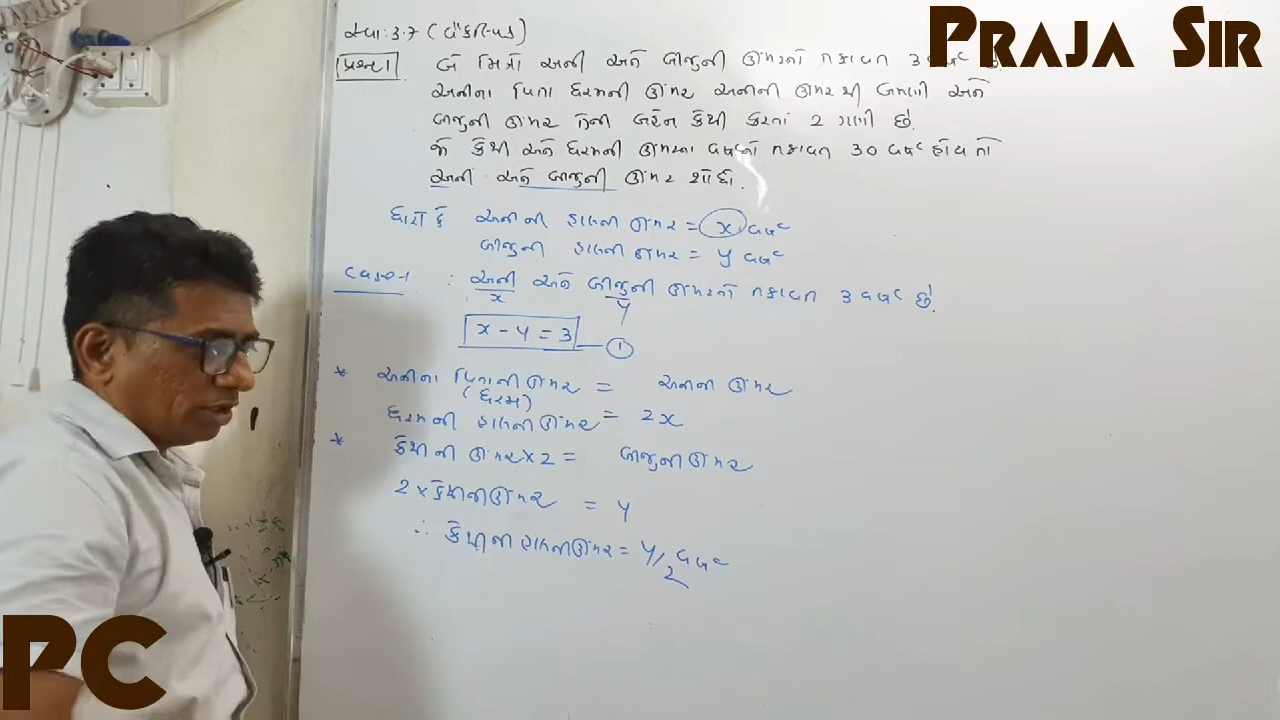 PRAJA SIR
સ્વા: 3.7 (વૈકલ્પિક)
પ્રશ્ન 1 બે મિત્રો અની અને બીજુની ઊંમરનો તફાવત 3 વર્ષ છે.
અનીના પિતા ધરમની ઊંમર અનીની ઊંમરથી બમણી અને
બીજુની ઊંમર તેની બહેન કેથી કરતાં 2 ગણી છે.
જો કેથી અને ધરમની ઊંમરના વર્ષનો તફાવત 30 વર્ષ હોય તો
અની અને બીજુની ઊંમર શોધો.
ધારો કે અનીની હાલની ઊંમર = x વર્ષ
બીજુની હાલની ઊંમર = y વર્ષ
Case-1 : અની અને બીજુની ઊંમરનો તફાવત 3 વર્ષ છે.
x y
x - y = 3 — ①
* અનીના પિતાની ઊંમર = અનીની ઊંમર
(ધરમ)
ધરમની હાલની ઊંમર = 2x
* કેથીની ઊંમર × 2 = બીજુની ઊંમર
2 × કેથીની ઊંમર = y
∴ કેથીની હાલની ઊંમર = y/2 વર્ષ
PC